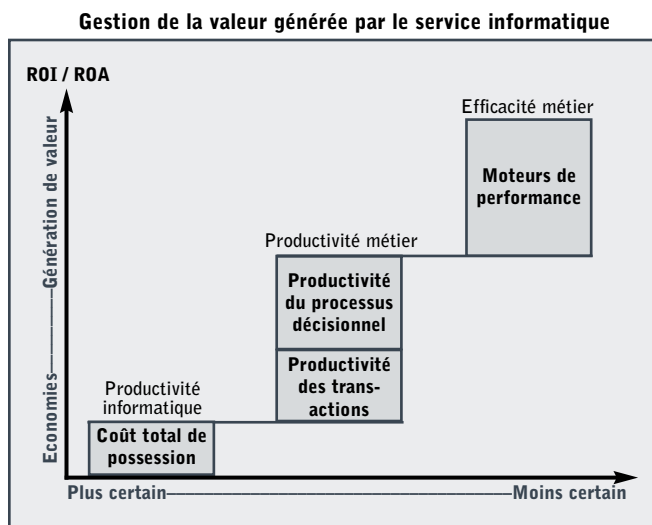 Gestion de la valeur générée par le service informatique
ROI / ROA
Efficacité métier
Moteurs de
performance
Productivité métier
Productivité
du processus
décisionnel
Productivité
des trans-
actions
Productivité
informatique
Coût total de
possession
Economies
Génération de valeur
Plus certain
Moins certain